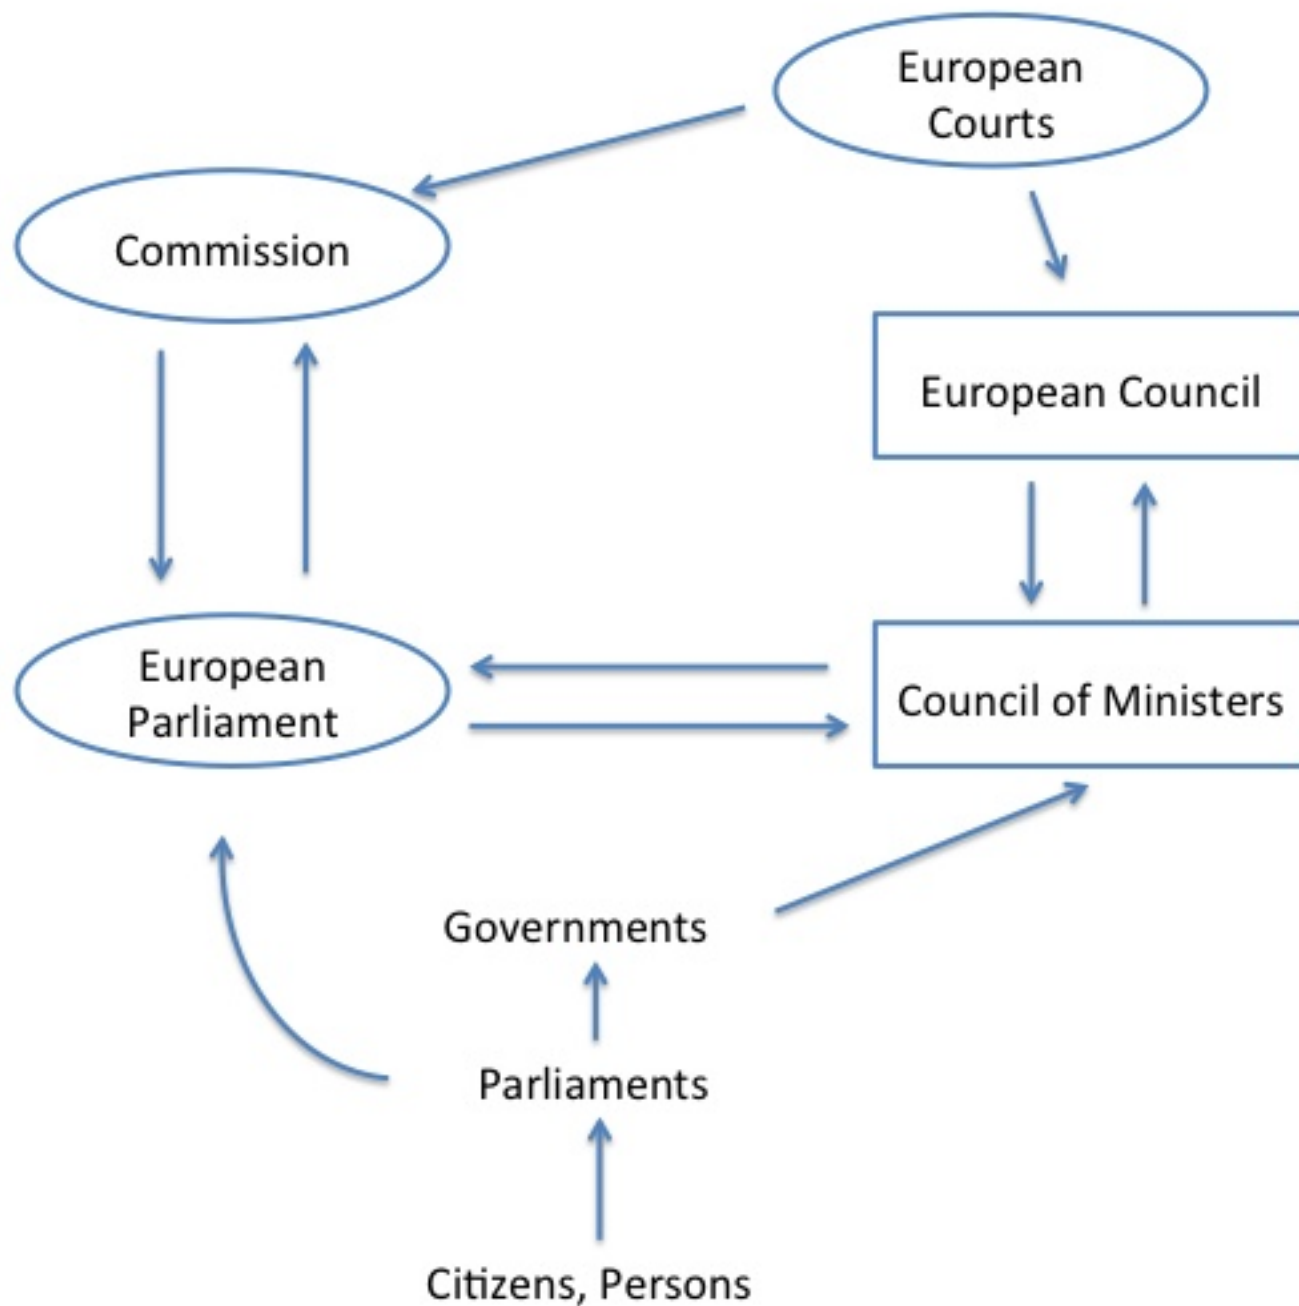 European
Courts
Commission
European Council
European
Parliament
Council of Ministers
Governments
Parliaments
Citizens, Persons